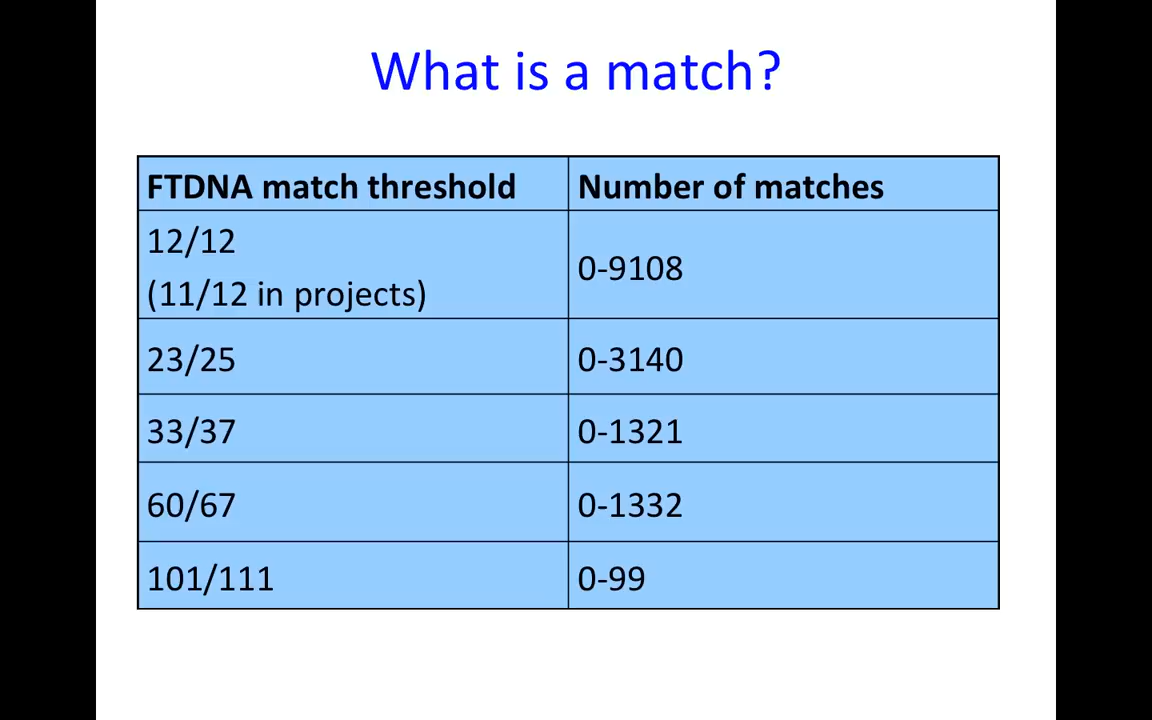 What is a match?
FTDNA match threshold
Number of matches
12/12
(11/12 in projects)
0-9108
23/25
0-3140
33/37
0-1321
60/67
0-1332
101/111
0-99